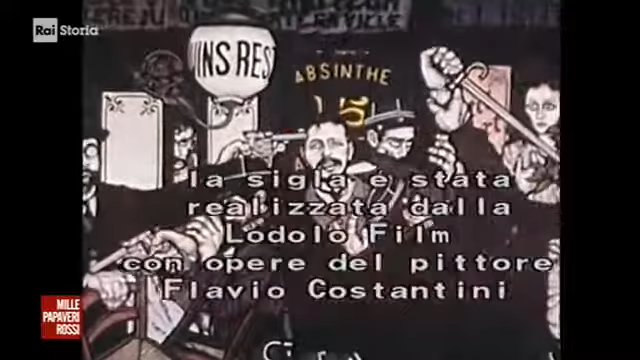 Rai Storia
VINS REST
ABSINTHE
15
la sigla é stata
realizzata dalla
Lodolo Film
con opere del pittore
Flavio Costantini
MILLE
PAPAVERI
ROSSI